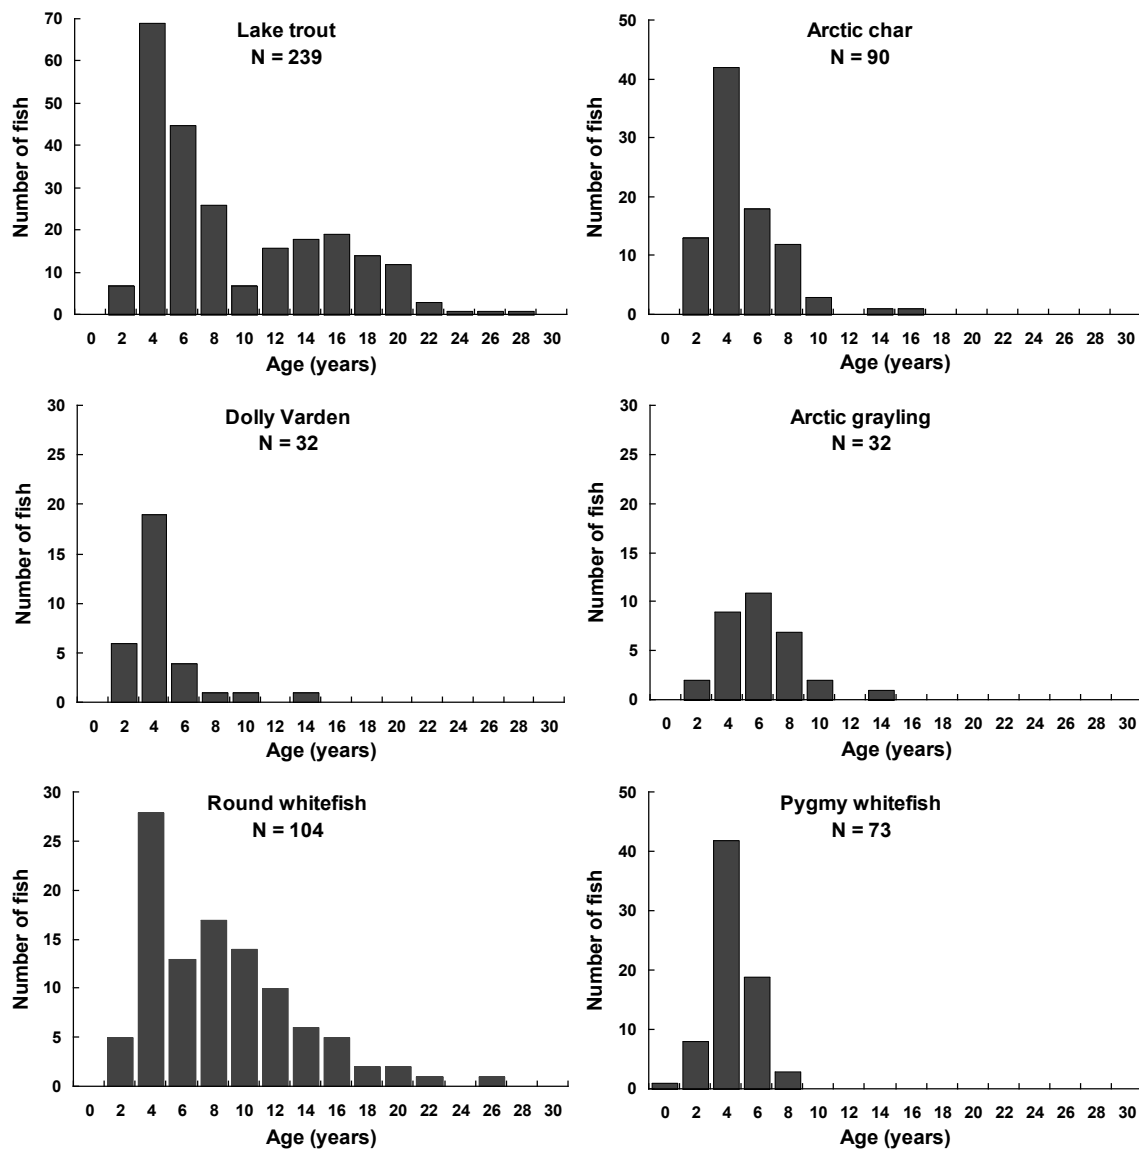 Lake trout
N = 239
Number of fish
70
60
50
40
30
20
10
0
0 2 4 6 8 10 12 14 16 18 20 22 24 26 28 30
Age (years)
Arctic char
N = 90
Number of fish
50
40
30
20
10
0
0 2 4 6 8 10 12 14 16 18 20 22 24 26 28 30
Age (years)
Dolly Varden
N = 32
Number of fish
30
25
20
15
10
5
0
0 2 4 6 8 10 12 14 16 18 20 22 24 26 28 30
Age (years)
Arctic grayling
N = 32
Number of fish
30
25
20
15
10
5
0
0 2 4 6 8 10 12 14 16 18 20 22 24 26 28 30
Age (years)
Round whitefish
N = 104
Number of fish
30
25
20
15
10
5
0
0 2 4 6 8 10 12 14 16 18 20 22 24 26 28 30
Age (years)
Pygmy whitefish
N = 73
Number of fish
50
40
30
20
10
0
0 2 4 6 8 10 12 14 16 18 20 22 24 26 28 30
Age (years)